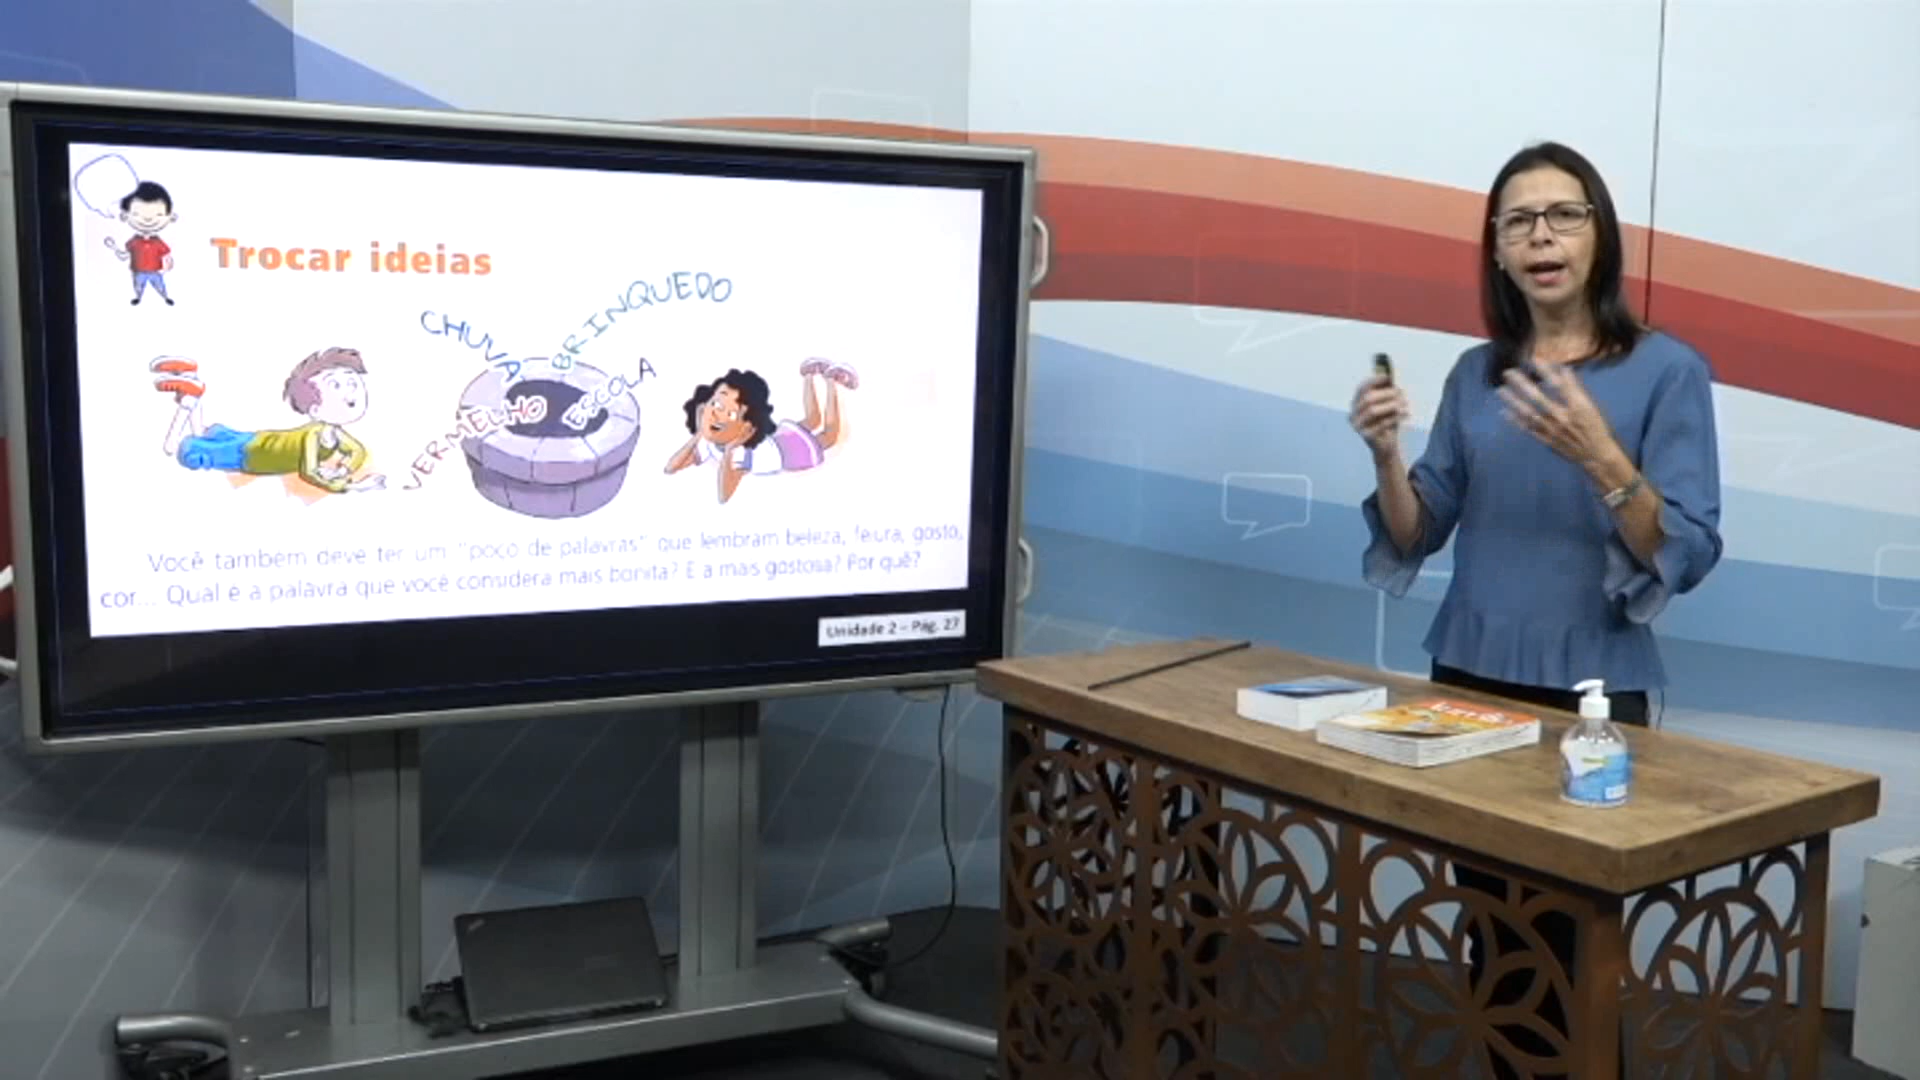 Trocar ideias
CHUVA
BRINQUEDO
VERMELHO
ESCOLA
Você também deve ter um "poço de palavras" que lembram beleza, feiura, gosto,
cor... Qual é a palavra que você considera mais bonita? E a mais gostosa? Por quê?
Unidade 2 - Pág. 27